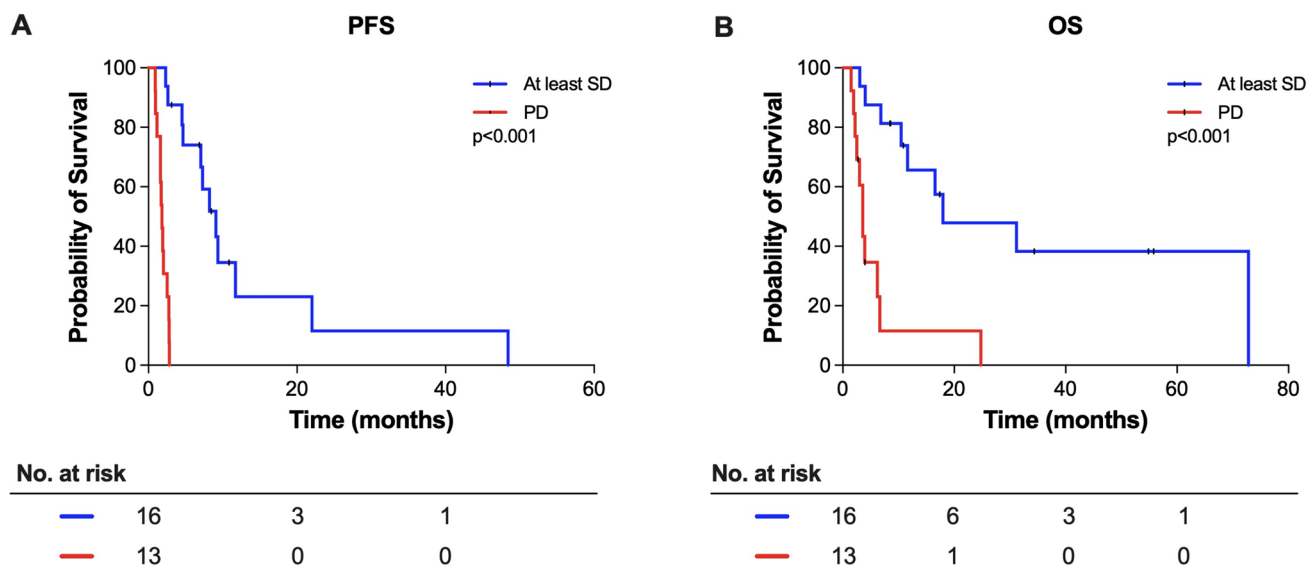 A
PFS
Probability of Survival
100
80
60
40
20
0
At least SD
PD
p<0.001
0 20 40 60
Time (months)
No. at risk
16 3 1
13 0 0
B
OS
Probability of Survival
100
80
60
40
20
0
At least SD
PD
p<0.001
0 20 40 60 80
Time (months)
No. at risk
16 6 3 1
13 1 0 0